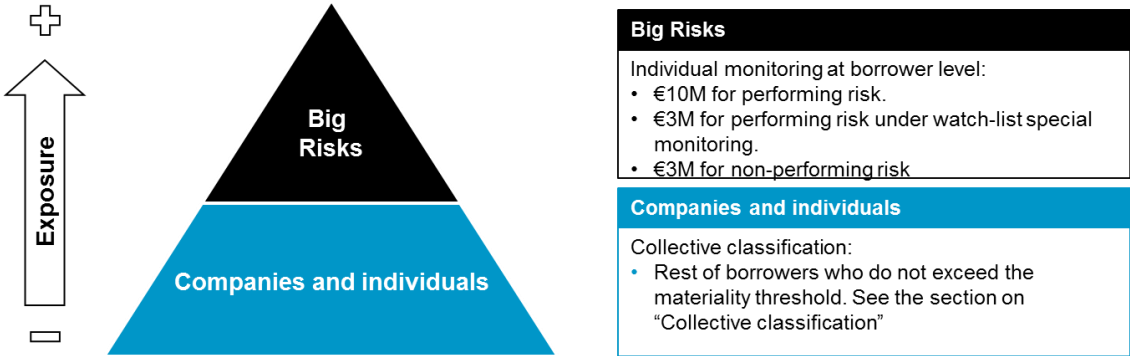 Exposure
Big
Risks
Companies and individuals
Big Risks
Individual monitoring at borrower level:
• €10M for performing risk.
• €3M for performing risk under watch-list special
monitoring.
• €3M for non-performing risk
Companies and individuals
Collective classification:
• Rest of borrowers who do not exceed the
materiality threshold. See the section on
“Collective classification”